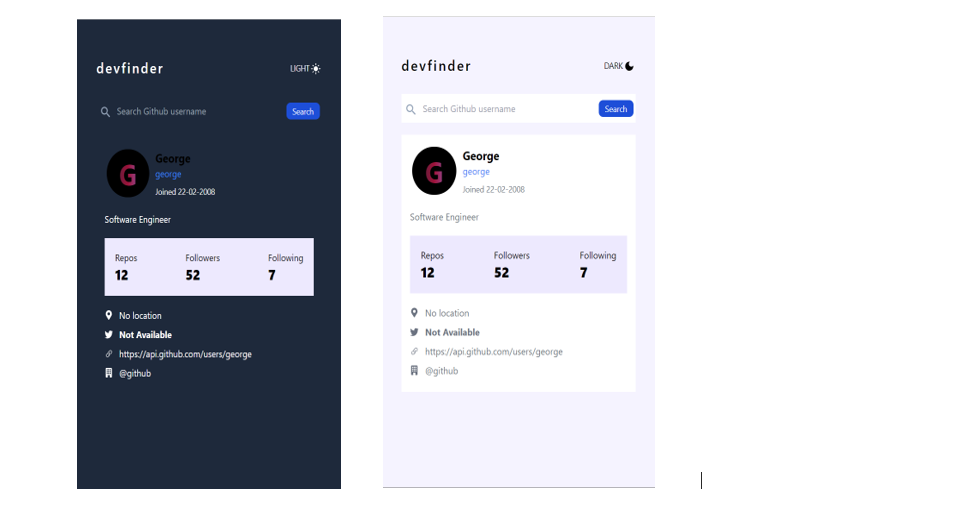 devfinder
LIGHT
Search Github username
Search
G
George
george
Joined 22-02-2008
Software Engineer
Repos Followers Following
12 52 7
No location
Not Available
https://api.github.com/users/george
@github
devfinder
DARK
Search Github username
Search
G
George
george
Joined 22-02-2008
Software Engineer
Repos Followers Following
12 52 7
No location
Not Available
https://api.github.com/users/george
@github